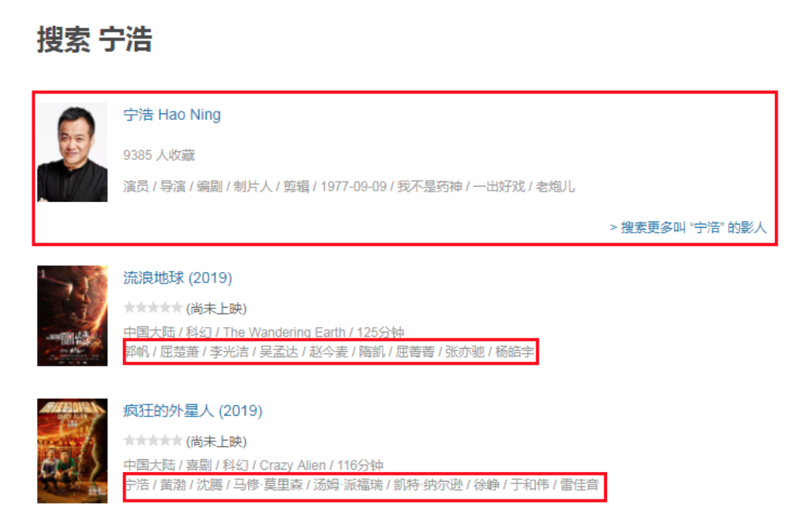 搜索 宁浩
宁浩 Hao Ning
9385 人收藏
演员 / 导演 / 编剧 / 制片人 / 剪辑 / 1977-09-09 / 我不是药神 / 一出好戏 / 老炮儿
> 搜索更多叫 “宁浩” 的影人
流浪地球 (2019)
(尚未上映)
中国大陆 / 科幻 / The Wandering Earth / 125分钟
郭帆 / 屈楚萧 / 李光洁 / 吴孟达 / 赵今麦 / 隋凯 / 屈菁菁 / 张亦驰 / 杨皓宇
疯狂的外星人 (2019)
(尚未上映)
中国大陆 / 喜剧 / 科幻 / Crazy Alien / 116分钟
宁浩 / 黄渤 / 沈腾 / 马修·莫里森 / 汤姆·派福瑞 / 凯特·纳尔逊 / 徐峥 / 于和伟 / 雷佳音